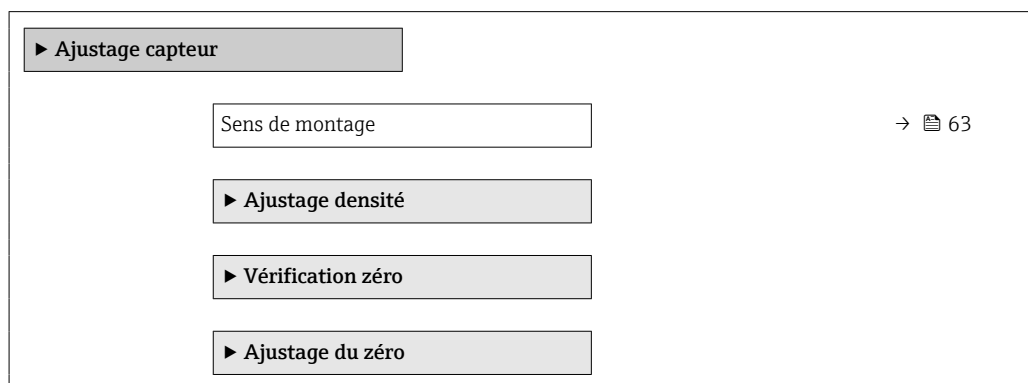 ▶ Ajustage capteur
Sens de montage → 63
▶ Ajustage densité
▶ Vérification zéro
▶ Ajustage du zéro